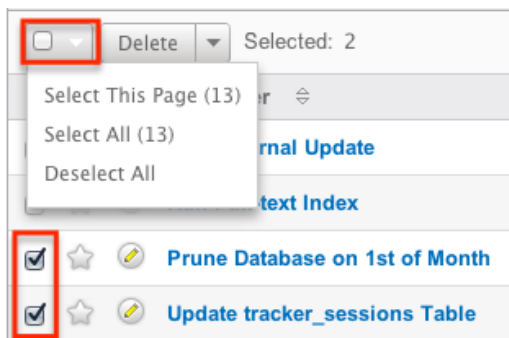 Delete Selected: 2
Select This Page (13)
Select All (13)
Deselect All
rnal Update
text Index
Prune Database on 1st of Month
Update tracker_sessions Table